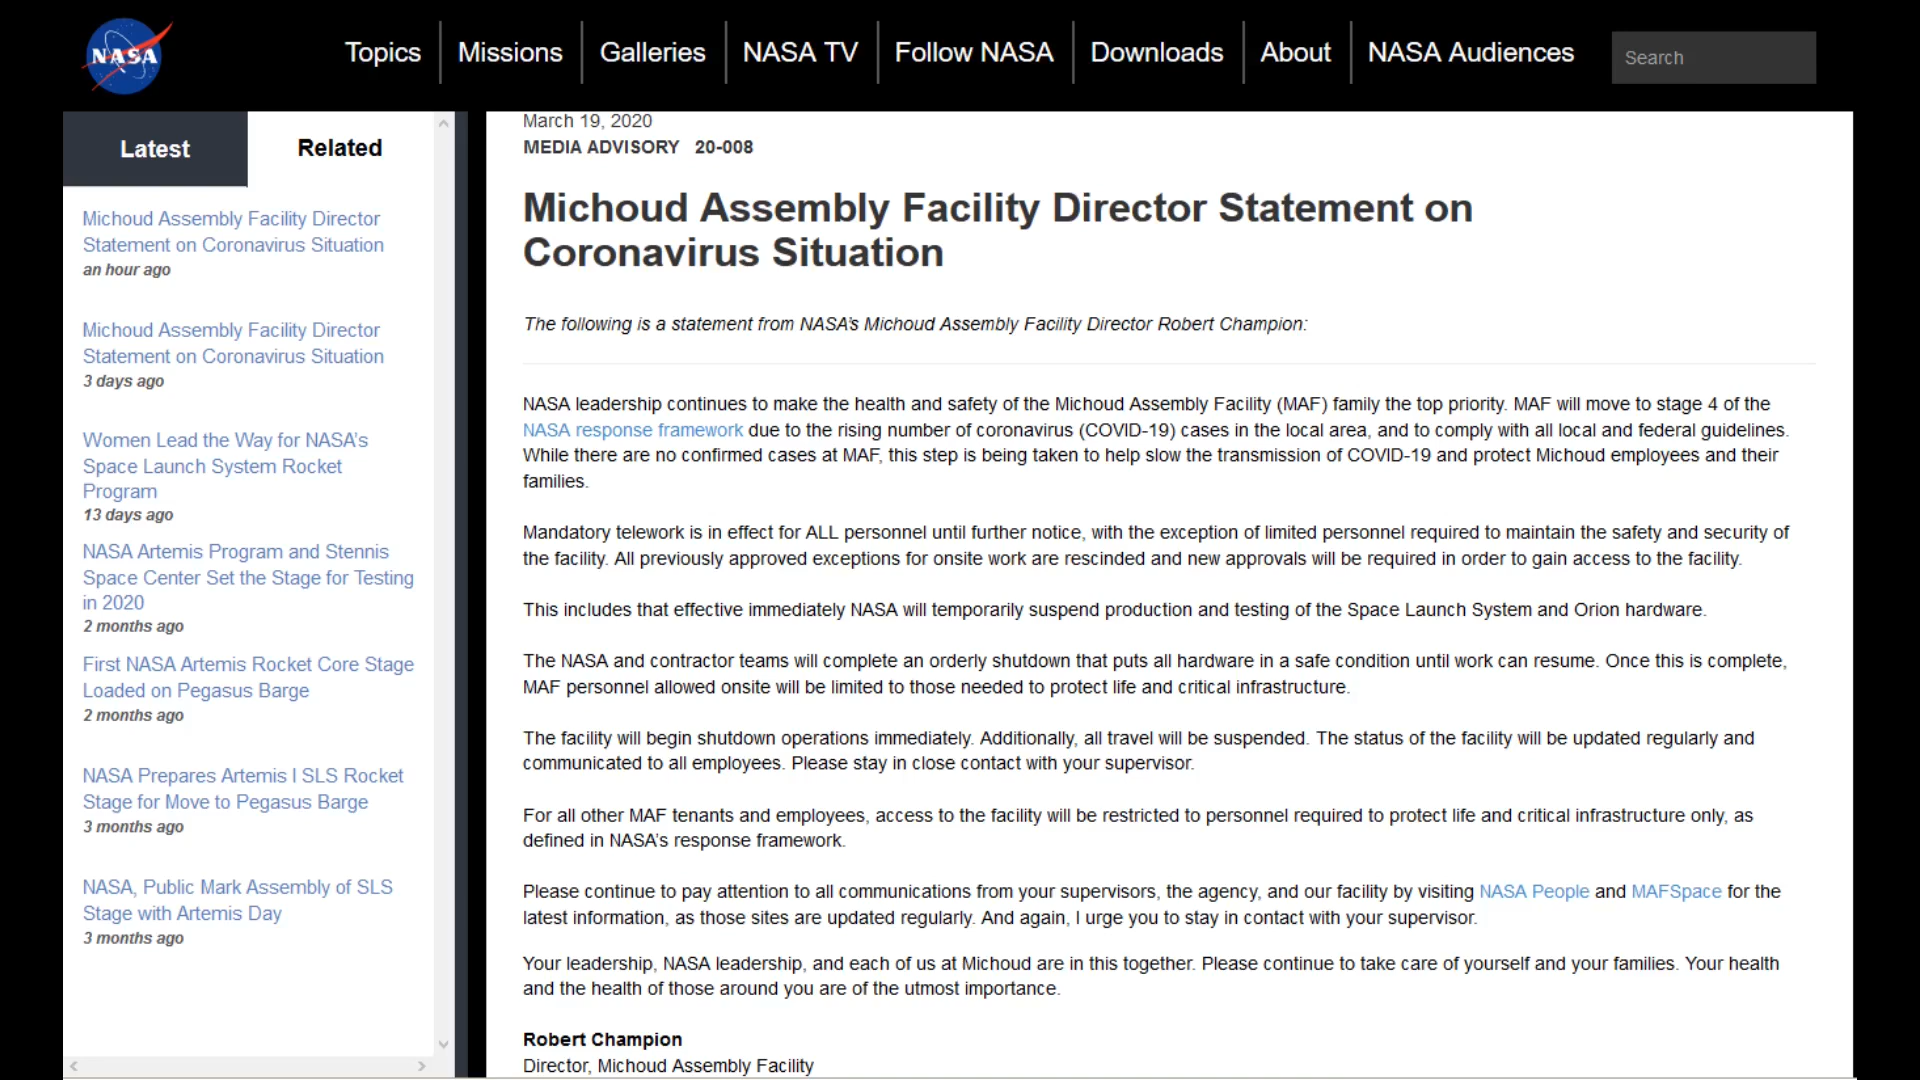 NASA
Topics
Missions
Galleries
NASA TV
Follow NASA
Downloads
About
NASA Audiences
Search
Latest
Related
Michoud Assembly Facility Director
Statement on Coronavirus Situation
an hour ago
Michoud Assembly Facility Director
Statement on Coronavirus Situation
3 days ago
Women Lead the Way for NASA's
Space Launch System Rocket
Program
13 days ago
NASA Artemis Program and Stennis
Space Center Set the Stage for Testing
in 2020
2 months ago
First NASA Artemis Rocket Core Stage
Loaded on Pegasus Barge
2 months ago
NASA Prepares Artemis I SLS Rocket
Stage for Move to Pegasus Barge
3 months ago
NASA, Public Mark Assembly of SLS
Stage with Artemis Day
3 months ago
March 19, 2020
MEDIA ADVISORY 20-008
Michoud Assembly Facility Director Statement on
Coronavirus Situation
The following is a statement from NASA's Michoud Assembly Facility Director Robert Champion:
NASA leadership continues to make the health and safety of the Michoud Assembly Facility (MAF) family the top priority. MAF will move to stage 4 of the
NASA response framework due to the rising number of coronavirus (COVID-19) cases in the local area, and to comply with all local and federal guidelines.
While there are no confirmed cases at MAF, this step is being taken to help slow the transmission of COVID-19 and protect Michoud employees and their
families.
Mandatory telework is in effect for ALL personnel until further notice, with the exception of limited personnel required to maintain the safety and security of
the facility. All previously approved exceptions for onsite work are rescinded and new approvals will be required in order to gain access to the facility.
This includes that effective immediately NASA will temporarily suspend production and testing of the Space Launch System and Orion hardware.
The NASA and contractor teams will complete an orderly shutdown that puts all hardware in a safe condition until work can resume. Once this is complete,
MAF personnel allowed onsite will be limited to those needed to protect life and critical infrastructure.
The facility will begin shutdown operations immediately. Additionally, all travel will be suspended. The status of the facility will be updated regularly and
communicated to all employees. Please stay in close contact with your supervisor.
For all other MAF tenants and employees, access to the facility will be restricted to personnel required to protect life and critical infrastructure only, as
defined in NASA's response framework.
Please continue to pay attention to all communications from your supervisors, the agency, and our facility by visiting NASA People and MAFSpace for the
latest information, as those sites are updated regularly. And again, I urge you to stay in contact with your supervisor.
Your leadership, NASA leadership, and each of us at Michoud are in this together. Please continue to take care of yourself and your families. Your health
and the health of those around you are of the utmost importance.
Robert Champion
Director, Michoud Assembly Facility